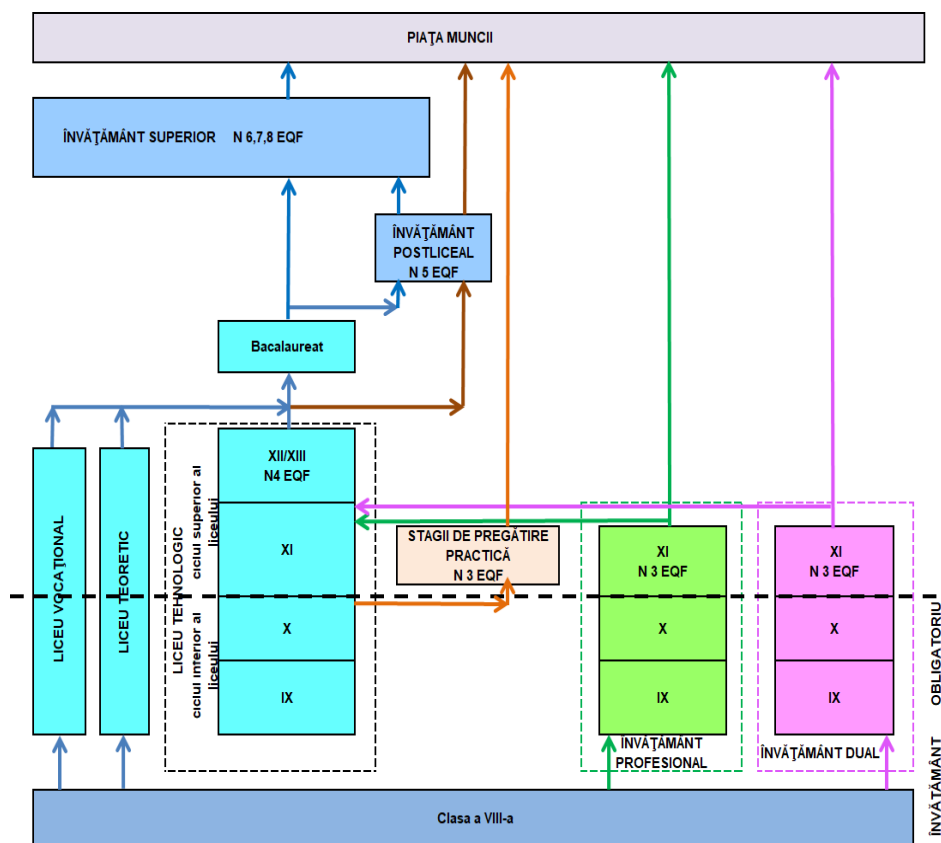 PIAŢA MUNCII
ÎNVĂŢĂMÂNT SUPERIOR N 6,7,8 EQF
ÎNVĂŢĂMÂNT
POSTLICEAL
N 5 EQF
Bacalaureat
LICEU VOCAŢIONAL
LICEU TEORETIC
LICEU TEHNOLOGIC
ciclul superior al
liceului
ciclul inferior al
liceului
XII/XIII
N4 EQF
XI
X
IX
STAGII DE PREGĂTIRE
PRACTICĂ
N 3 EQF
XI
N 3 EQF
X
IX
ÎNVĂŢĂMÂNT
PROFESIONAL
XI
N 3 EQF
X
IX
ÎNVĂŢĂMÂNT DUAL
ÎNVĂŢĂMÂNT OBLIGATORIU
Clasa a VIII-a